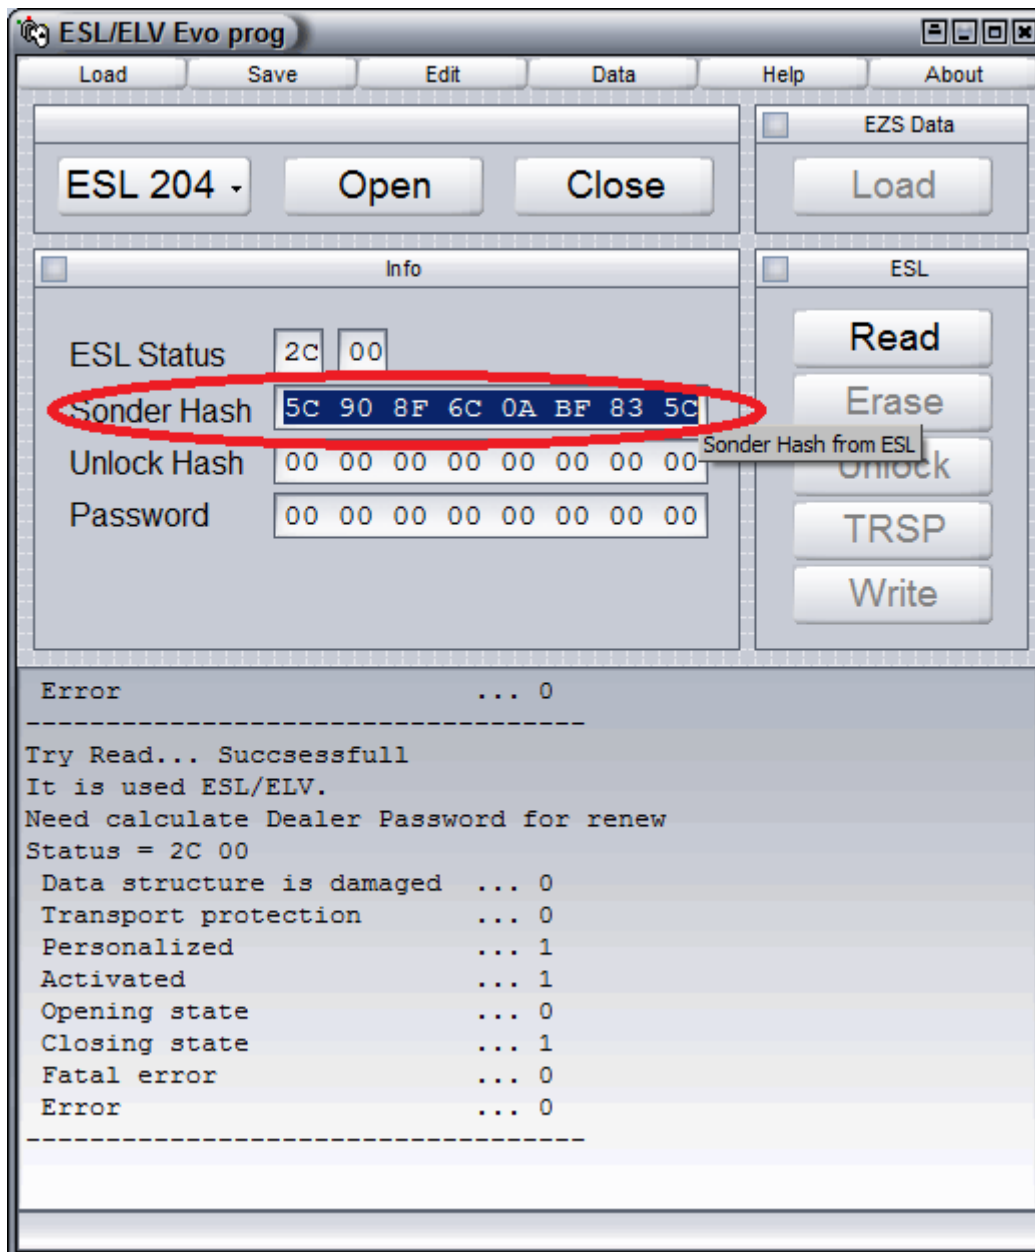 ESL/ELV Evo prog
Load Save Edit Data Help About
EZS Data
ESL 204 Open Close Load
Info ESL
ESL Status 2C 00 Read
Sonder Hash 5C 90 8F 6C 0A BF 83 5C Erase
Sonder Hash from ESL
Unlock Hash 00 00 00 00 00 00 00 00 Unlock
Password 00 00 00 00 00 00 00 00 TRSP
Write
Error ... 0
-----------------------------------
Try Read... Succsessfull
It is used ESL/ELV.
Need calculate Dealer Password for renew
Status = 2C 00
Data structure is damaged ... 0
Transport protection ... 0
Personalized ... 1
Activated ... 1
Opening state ... 0
Closing state ... 1
Fatal error ... 0
Error ... 0
-----------------------------------